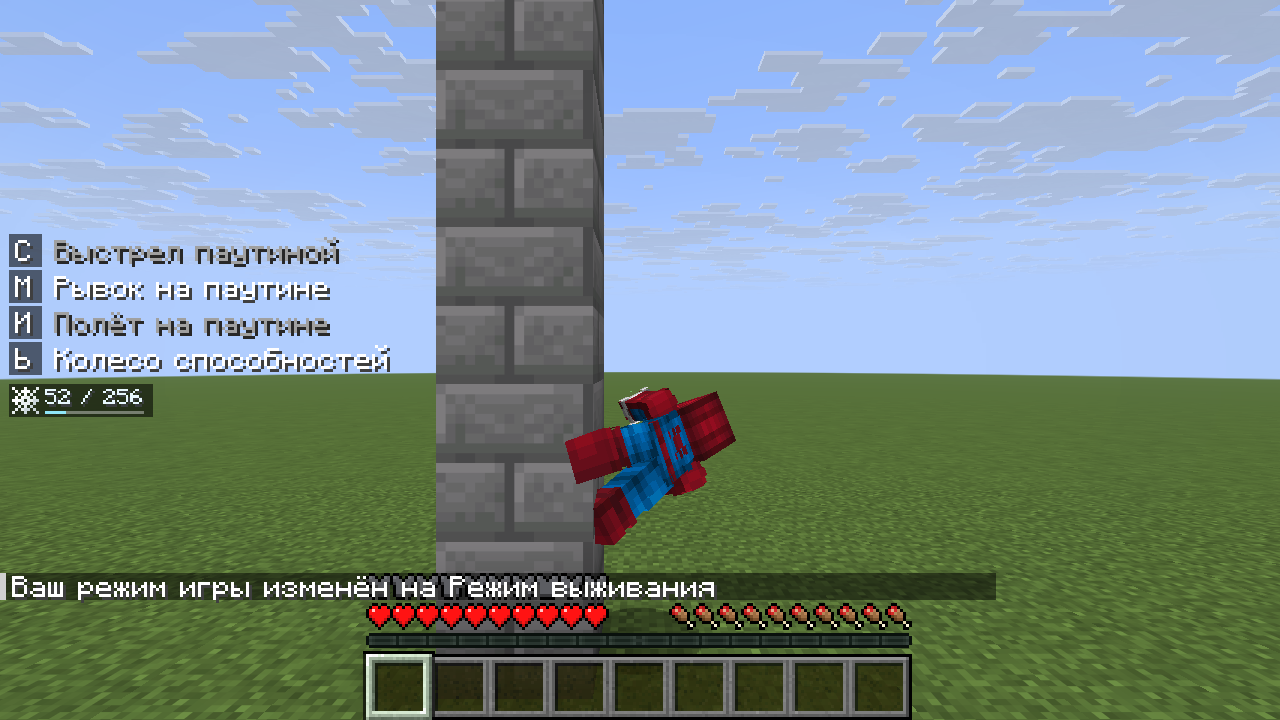 С Выстрел паутиной
М Рывок на паутине
И Полёт на паутине
Ь Колесо способностей
52 / 256
Ваш режим игры изменён на Режим выживания